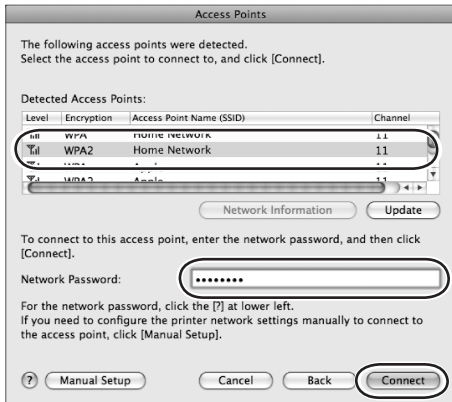 Access Points
The following access points were detected.
Select the access point to connect to, and click [Connect].
Detected Access Points:
Level Encryption Access Point Name (SSID) Channel
WPA Home Network 11
WPA2 Home Network 11
WPA2 Apple 11
Network Information Update
To connect to this access point, enter the network password, and then click
[Connect].
Network Password: ••••••••
For the network password, click the [?] at lower left.
If you need to configure the printer network settings manually to connect to
the access point, click [Manual Setup].
? Manual Setup Cancel Back Connect